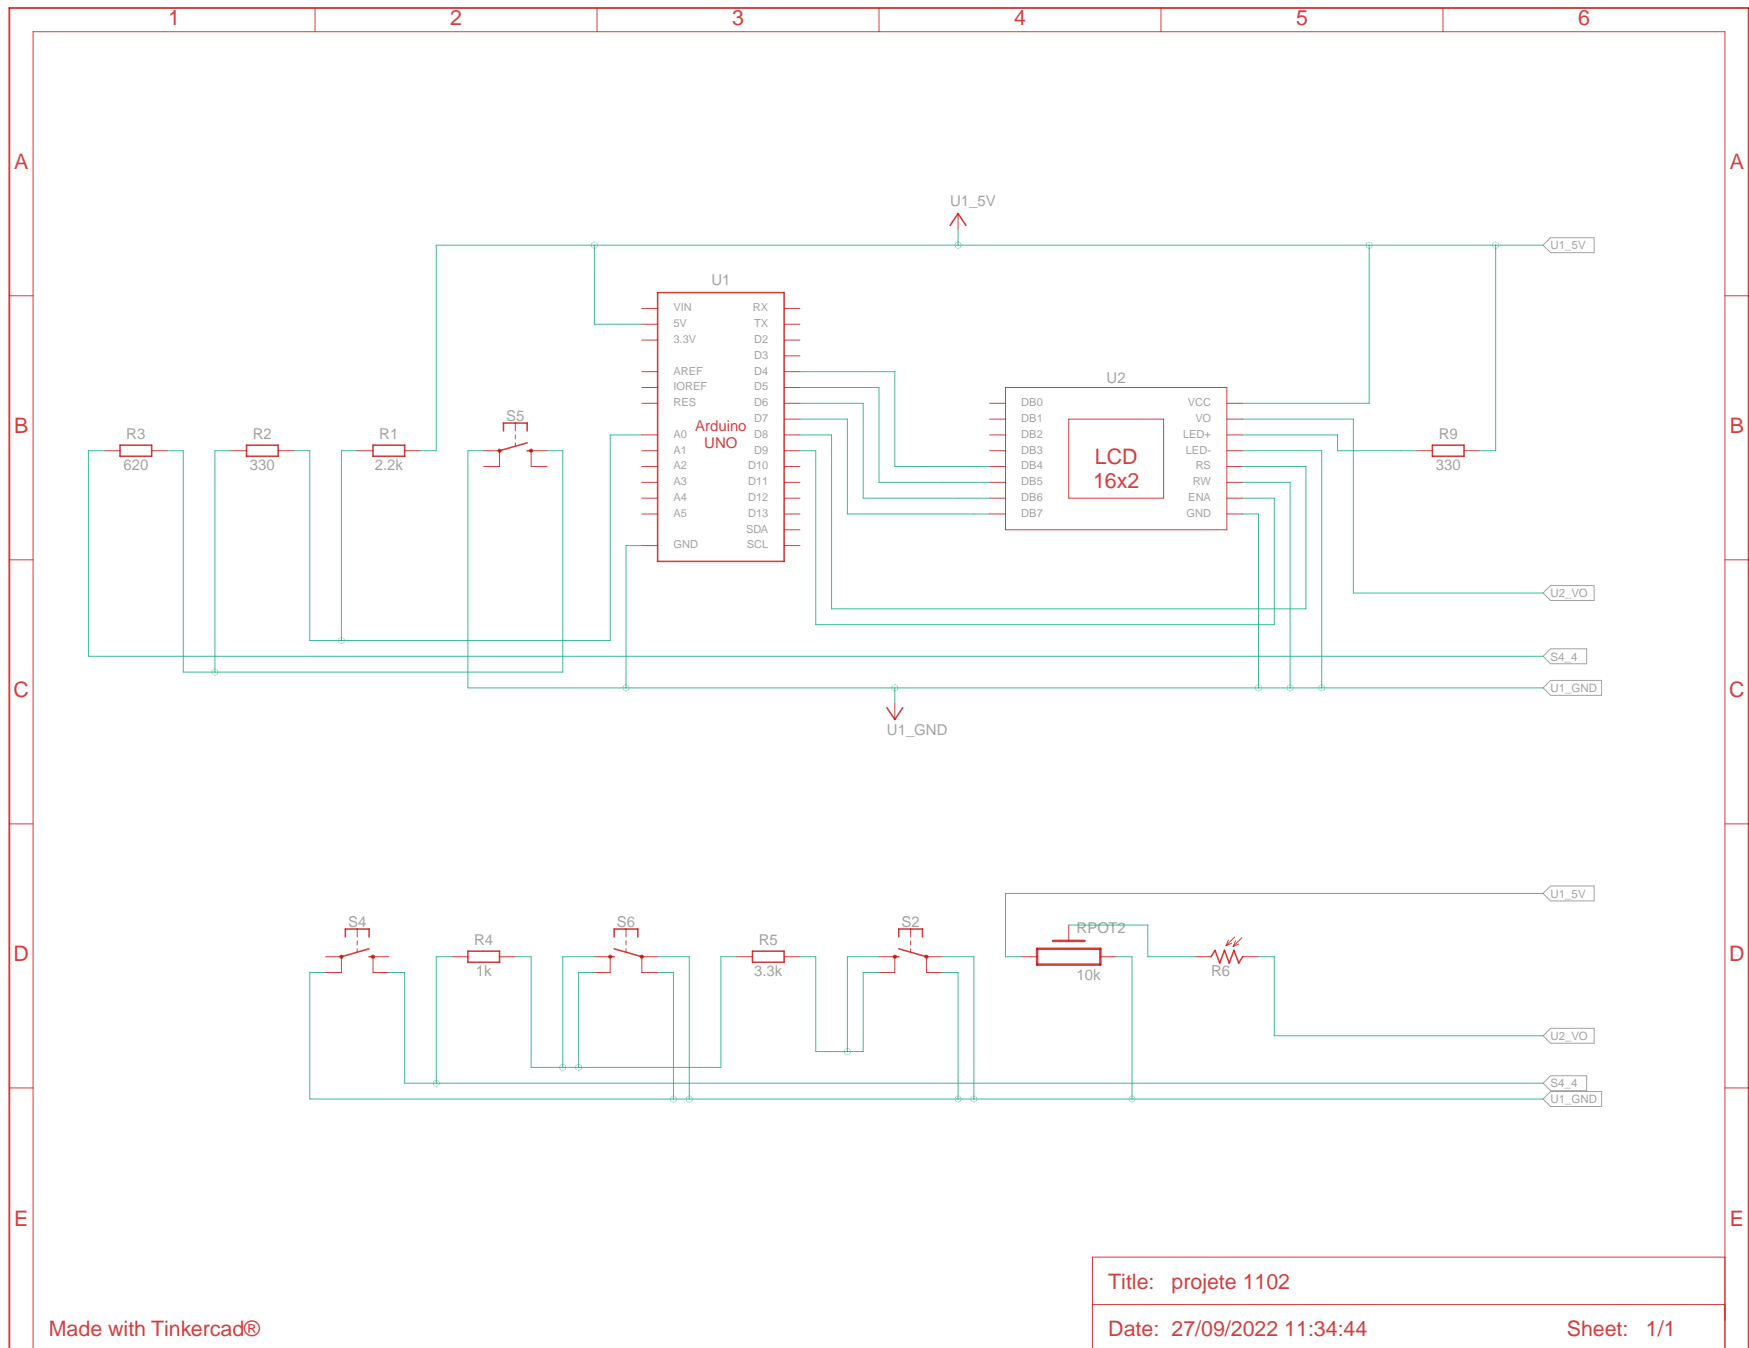 1 2 3 4 5 6
A A
U1_5V
U1_5V
U1
VIN RX
5V TX
3.3V D2
D3
AREF D4
IOREF D5
RES D6
D7
A0 D8
A1 D9
A2 D10
A3 D11
A4 D12
A5 D13
SDA
GND SCL
Arduino
UNO
U2
DB0 VCC
DB1 VO
DB2 LED+
DB3 LED-
DB4 RS
DB5 RW
DB6 ENA
DB7 GND
LCD
16x2
B B
R3
620
R2
330
R1
2.2k
S5
R9
330
U2_VO
S4_4
C C
U1_GND
U1_GND
U1_5V
D D
S4
R4
1k
S6
R5
3.3k
S2
RPOT2
10k
R6
U2_VO
S4_4
U1_GND
E E
Title: projete 1102
Made with Tinkercad®
Date: 27/09/2022 11:34:44 Sheet: 1/1